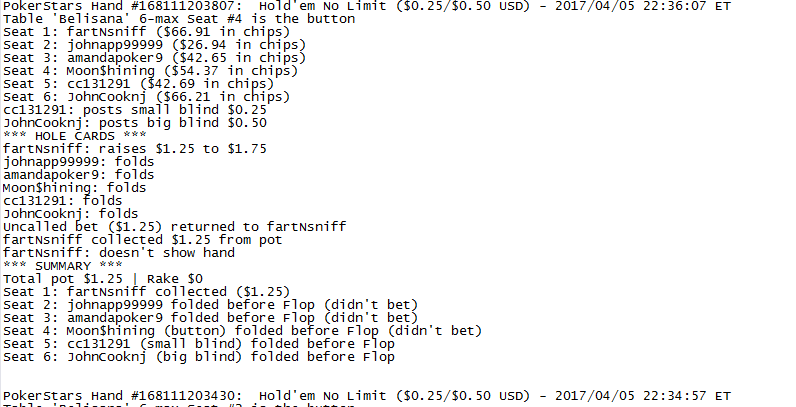 PokerStars Hand #168111203807:  Hold'em No Limit ($0.25/$0.50 USD) - 2017/04/05 22:36:07 ET
Table 'Belisana' 6-max Seat #4 is the button
Seat 1: fartNsniff ($66.91 in chips)
Seat 2: johnapp99999 ($26.94 in chips)
Seat 3: amandapoker9 ($42.65 in chips)
Seat 4: Moon$hining ($54.37 in chips)
Seat 5: cc131291 ($42.69 in chips)
Seat 6: JohnCooknj ($66.21 in chips)
cc131291: posts small blind $0.25
JohnCooknj: posts big blind $0.50
*** HOLE CARDS ***
fartNsniff: raises $1.25 to $1.75
johnapp99999: folds
amandapoker9: folds
Moon$hining: folds
cc131291: folds
JohnCooknj: folds
Uncalled bet ($1.25) returned to fartNsniff
fartNsniff collected $1.25 from pot
fartNsniff: doesn't show hand
*** SUMMARY ***
Total pot $1.25 | Rake $0
Seat 1: fartNsniff collected ($1.25)
Seat 2: johnapp99999 folded before Flop (didn't bet)
Seat 3: amandapoker9 folded before Flop (didn't bet)
Seat 4: Moon$hining (button) folded before Flop (didn't bet)
Seat 5: cc131291 (small blind) folded before Flop
Seat 6: JohnCooknj (big blind) folded before Flop
PokerStars Hand #168111203430:  Hold'em No Limit ($0.25/$0.50 USD) - 2017/04/05 22:34:57 ET
Table 'Belisana' 6-max Seat is the button